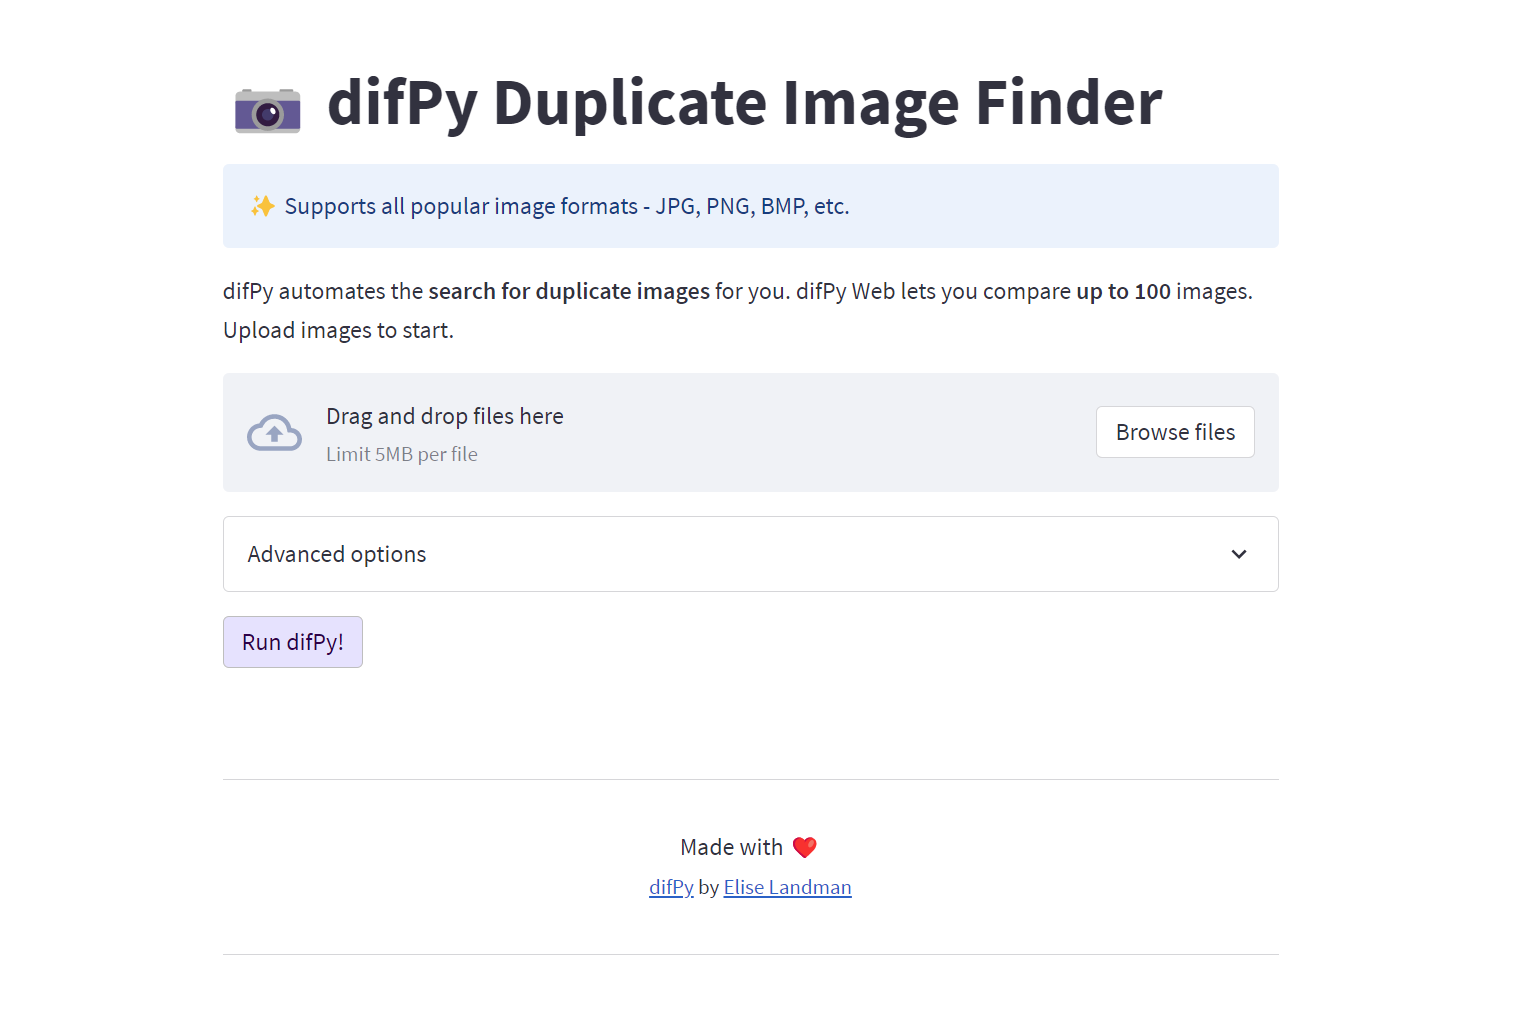 difPy Duplicate Image Finder
Supports all popular image formats - JPG, PNG, BMP, etc.
difPy automates the search for duplicate images for you. difPy Web lets you compare up to 100 images.
Upload images to start.
Drag and drop files here
Limit 5MB per file
Browse files
Advanced options
Run difPy!
Made with
difPy by Elise Landman